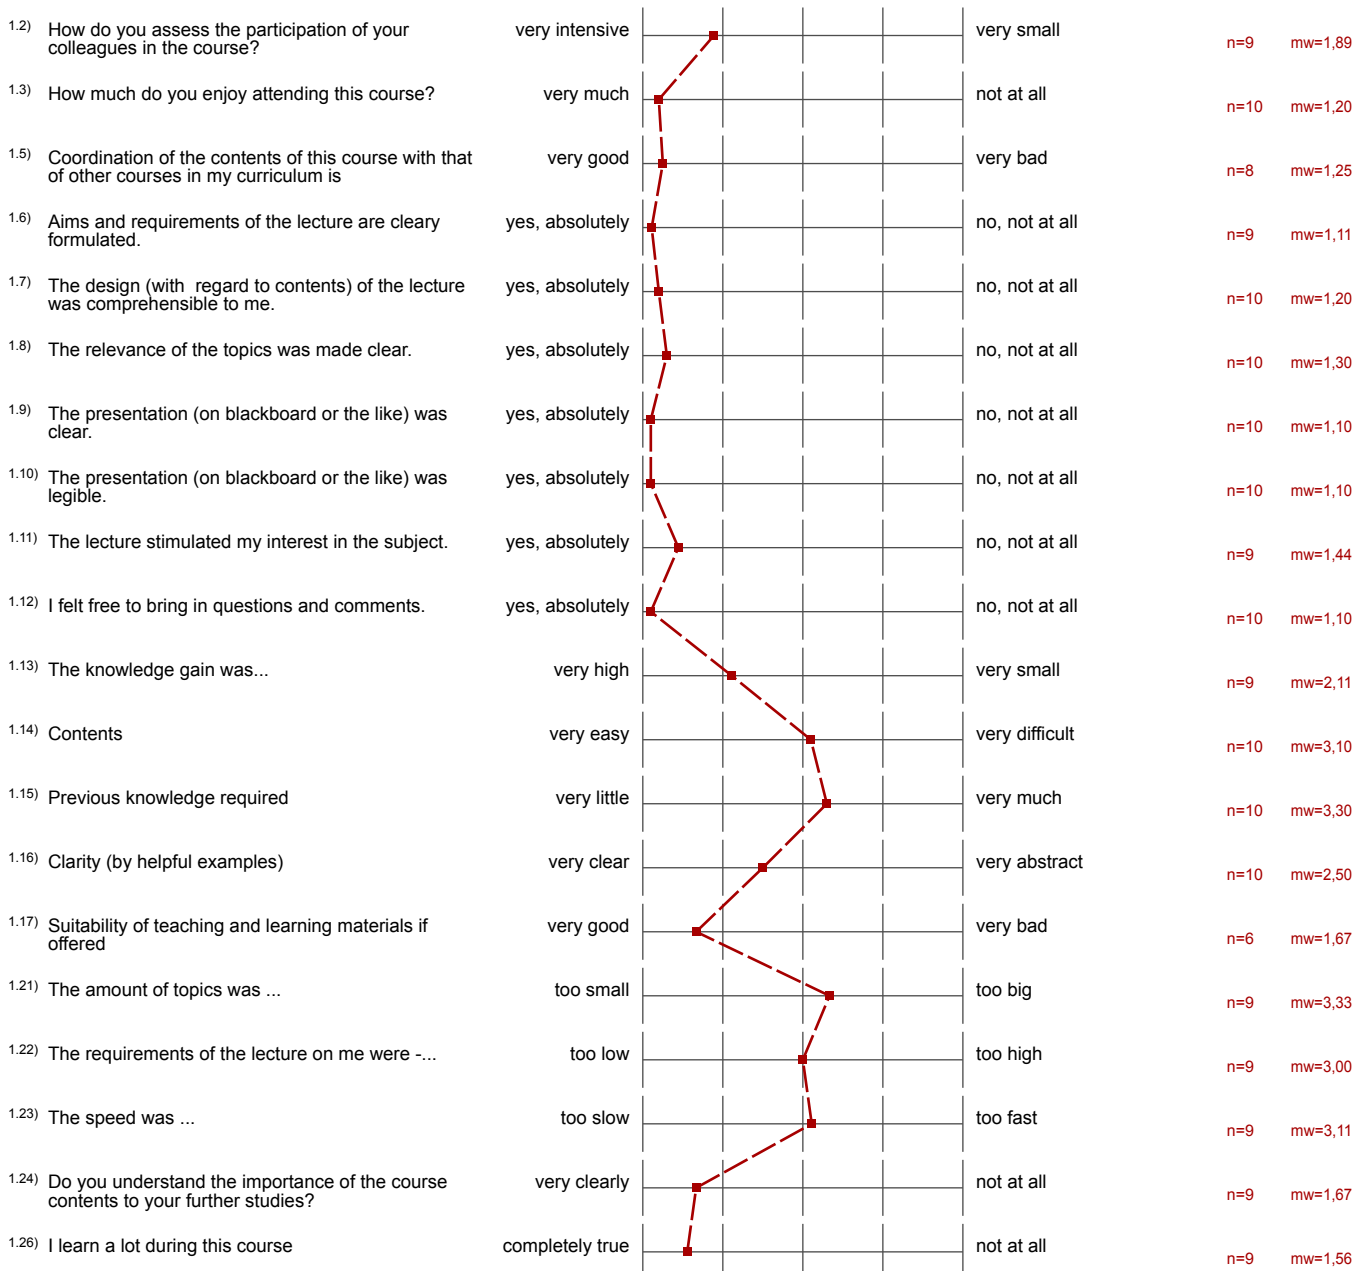 1.2) How do you assess the participation of your colleagues in the course? very intensive very small n=9 mw=1,89
1.3) How much do you enjoy attending this course? very much not at all n=10 mw=1,20
1.5) Coordination of the contents of this course with that of other courses in my curriculum is very good very bad n=8 mw=1,25
1.6) Aims and requirements of the lecture are cleary formulated. yes, absolutely no, not at all n=9 mw=1,11
1.7) The design (with  regard to contents) of the lecture was comprehensible to me. yes, absolutely no, not at all n=10 mw=1,20
1.8) The relevance of the topics was made clear. yes, absolutely no, not at all n=10 mw=1,30
1.9) The presentation (on blackboard or the like) was clear. yes, absolutely no, not at all n=10 mw=1,10
1.10) The presentation (on blackboard or the like) was legible. yes, absolutely no, not at all n=10 mw=1,10
1.11) The lecture stimulated my interest in the subject. yes, absolutely no, not at all n=9 mw=1,44
1.12) I felt free to bring in questions and comments. yes, absolutely no, not at all n=10 mw=1,10
1.13) The knowledge gain was... very high very small n=9 mw=2,11
1.14) Contents very easy very difficult n=10 mw=3,10
1.15) Previous knowledge required very little very much n=10 mw=3,30
1.16) Clarity (by helpful examples) very clear very abstract n=10 mw=2,50
1.17) Suitability of teaching and learning materials if offered very good very bad n=6 mw=1,67
1.21) The amount of topics was ... too small too big n=9 mw=3,33
1.22) The requirements of the lecture on me were -... too low too high n=9 mw=3,00
1.23) The speed was ... too slow too fast n=9 mw=3,11
1.24) Do you understand the importance of the course contents to your further studies? very clearly not at all n=9 mw=1,67
1.26) I learn a lot during this course completely true not at all n=9 mw=1,56